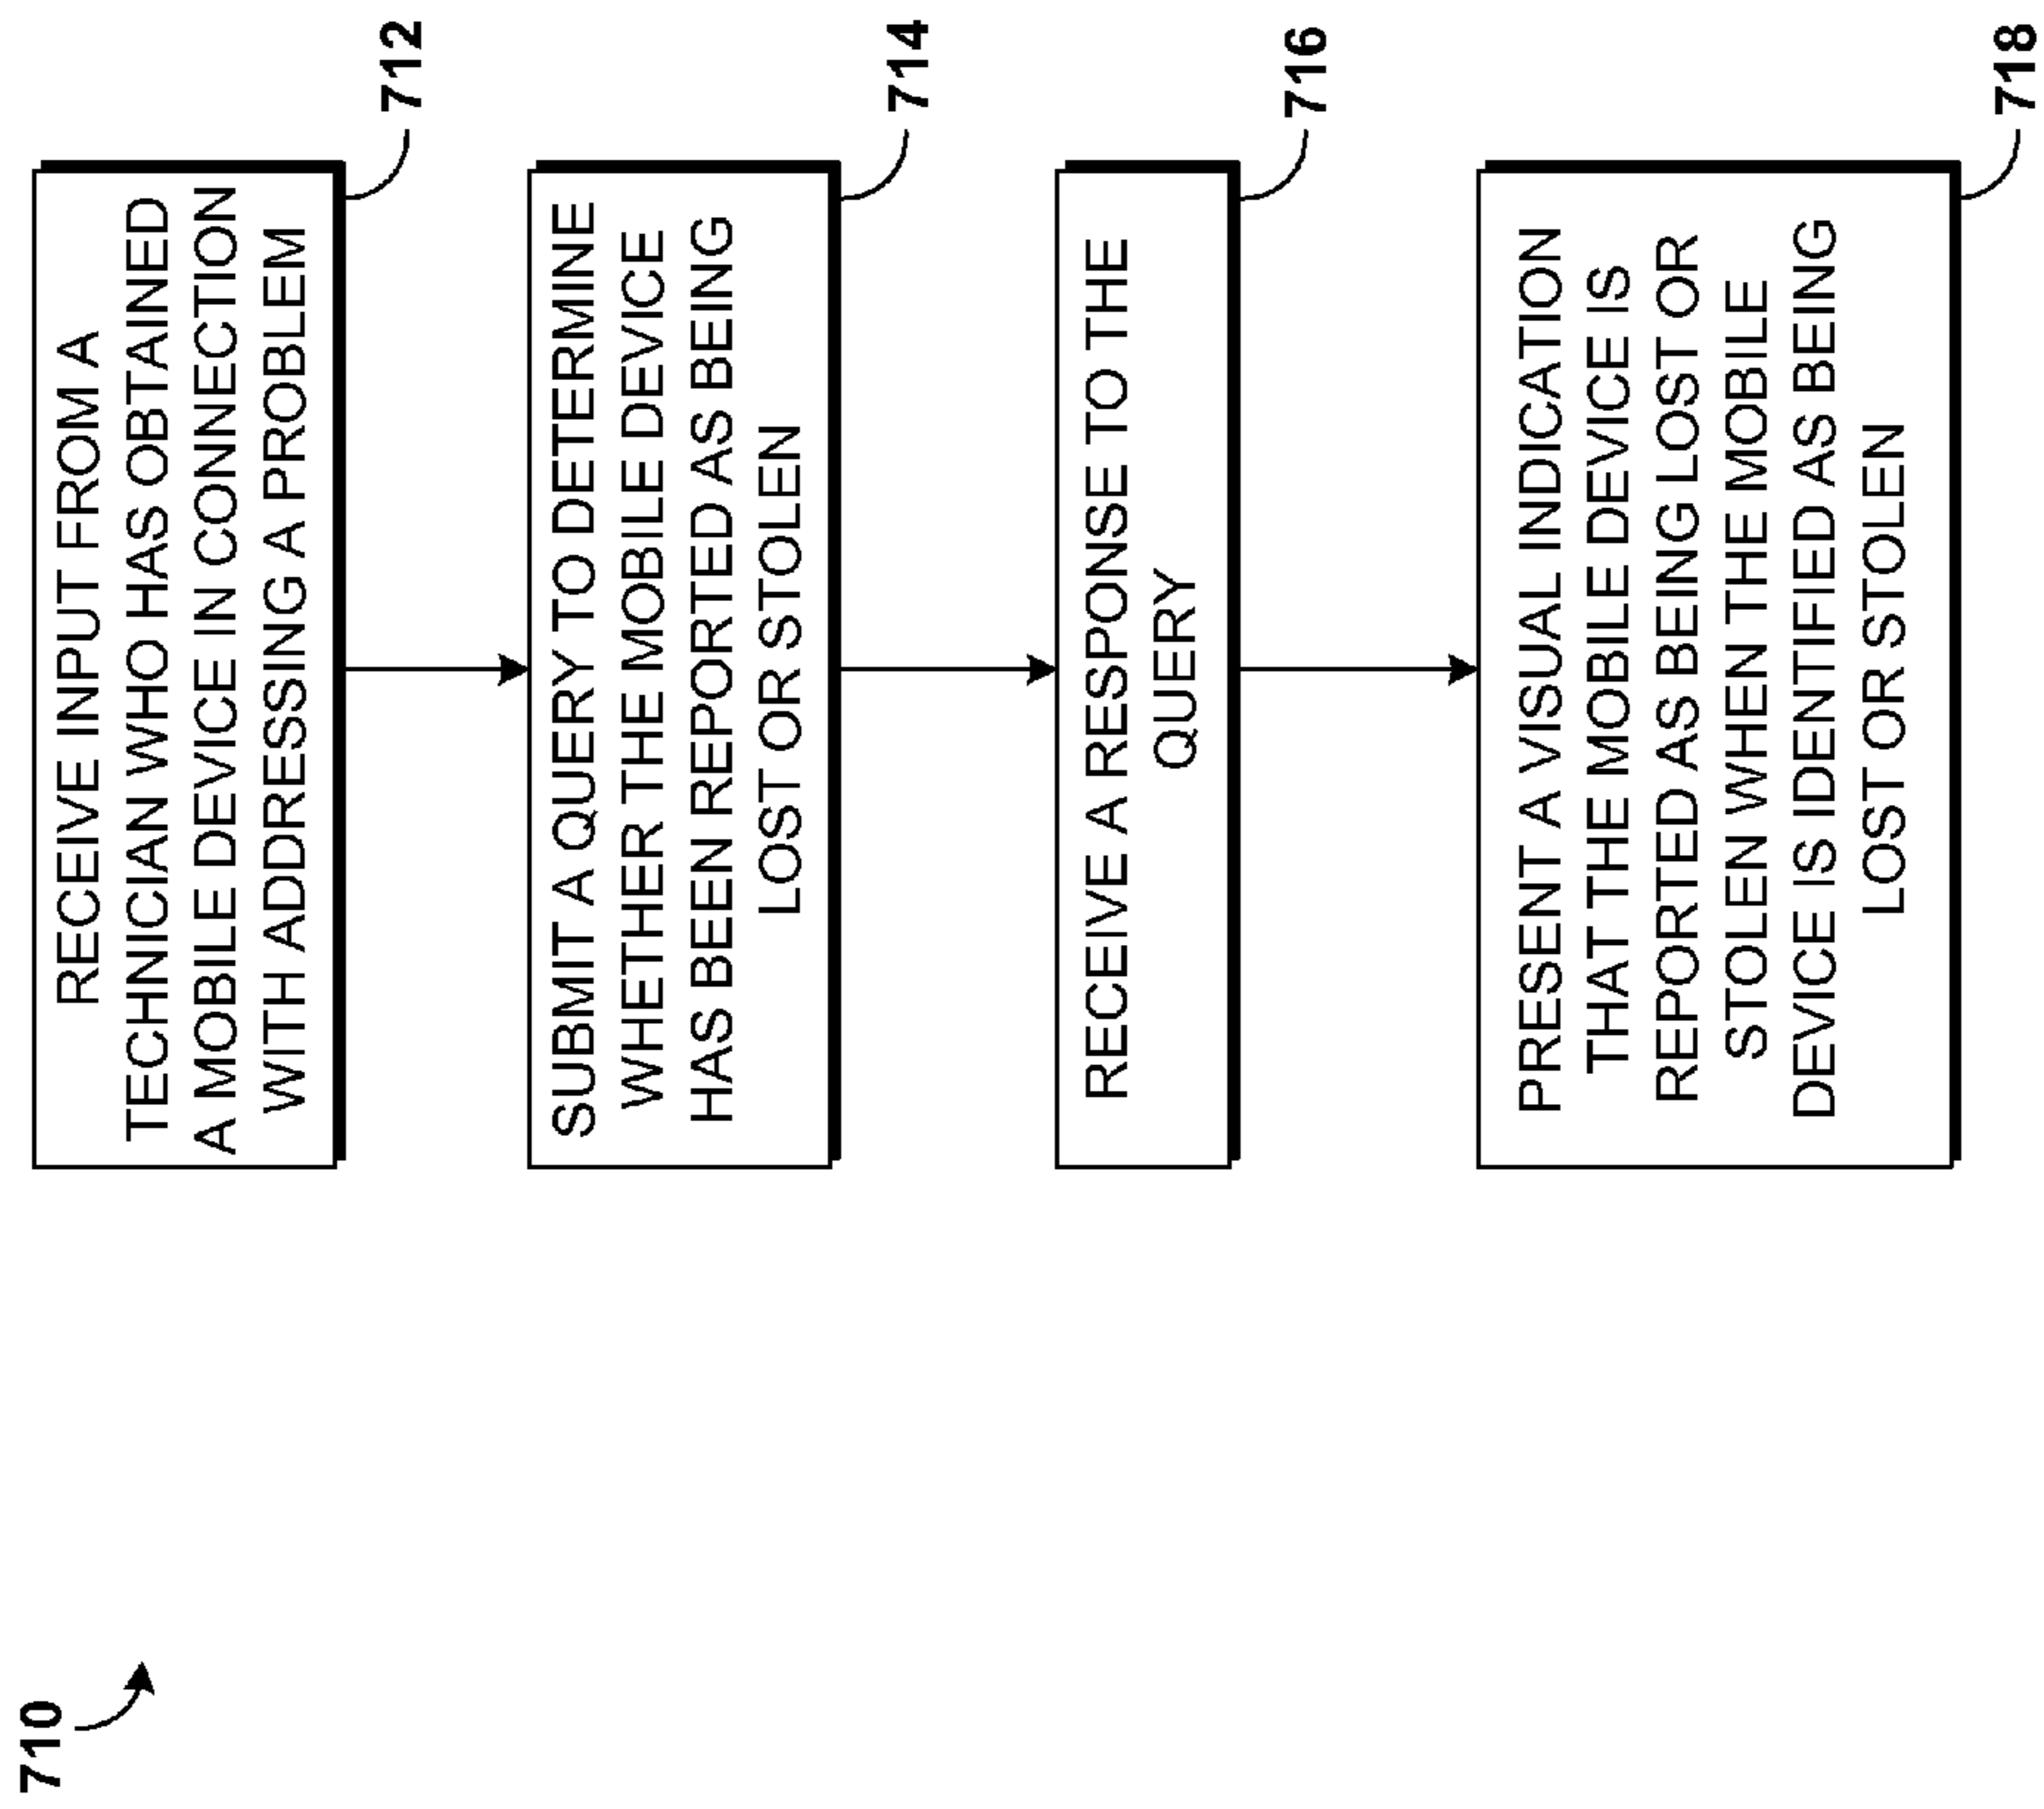 710
RECEIVE INPUT FROM A
TECHNICIAN WHO HAS OBTAINED
A MOBILE DEVICE IN CONNECTION
WITH ADDRESSING A PROBLEM
712
SUBMIT A QUERY TO DETERMINE
WHETHER THE MOBILE DEVICE
HAS BEEN REPORTED AS BEING
LOST OR STOLEN
714
RECEIVE A RESPONSE TO THE
QUERY
716
PRESENT A VISUAL INDICATION
THAT THE MOBILE DEVICE IS
REPORTED AS BEING LOST OR
STOLEN WHEN THE MOBILE
DEVICE IS IDENTIFIED AS BEING
LOST OR STOLEN
718